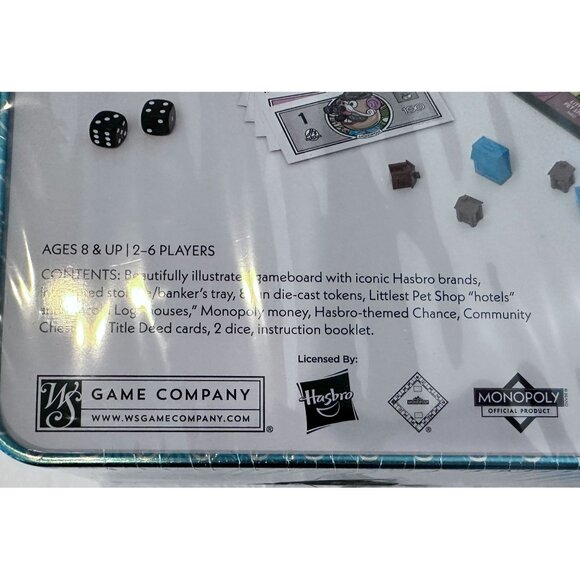 1
AGES 8 & UP | 2–6 PLAYERS
CONTENTS: Beautifully illustrated gameboard with iconic Hasbro brands,
banker's tray, die-cast tokens, Littlest Pet Shop "hotels"
Monopoly money, Hasbro-themed Chance, Community
Title Deed cards, 2 dice, instruction booklet.
Licensed By:
WS GAME COMPANY
WWW.WSGAMECOMPANY.COM
Hasbro
MONOPOLY
OFFICIAL PRODUCT